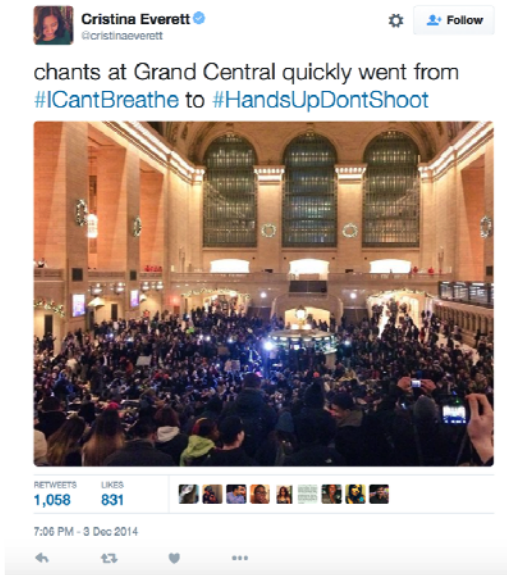 Cristina Everett
@cristinaeverett
Follow
chants at Grand Central quickly went from
#ICantBreathe to #HandsUpDontShoot
RETWEETS LIKES
1,058 831
7:06 PM - 3 Dec 2014